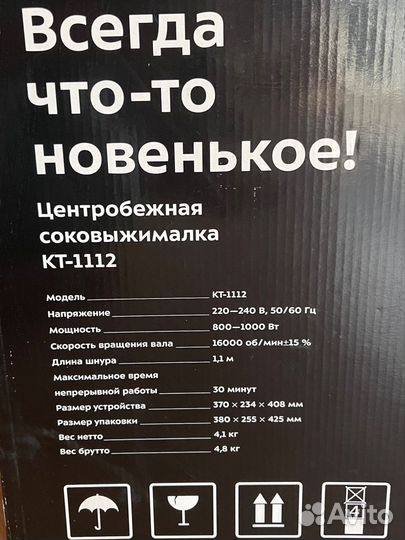 Всегда
что-то
новенькое!
Центробежная
соковыжималка
КТ-1112
Модель КТ-1112
Напряжение 220—240 В, 50/60 Гц
Мощность 800—1000 Вт
Скорость вращения вала 16000 об/мин±15 %
Длина шнура 1,1 м
Максимальное время
непрерывной работы 30 минут
Размер устройства 370 × 234 × 408 мм
Размер упаковки 380 × 255 × 425 мм
Вес нетто 4,1 кг
Вес брутто 4,8 кг
4
Avito